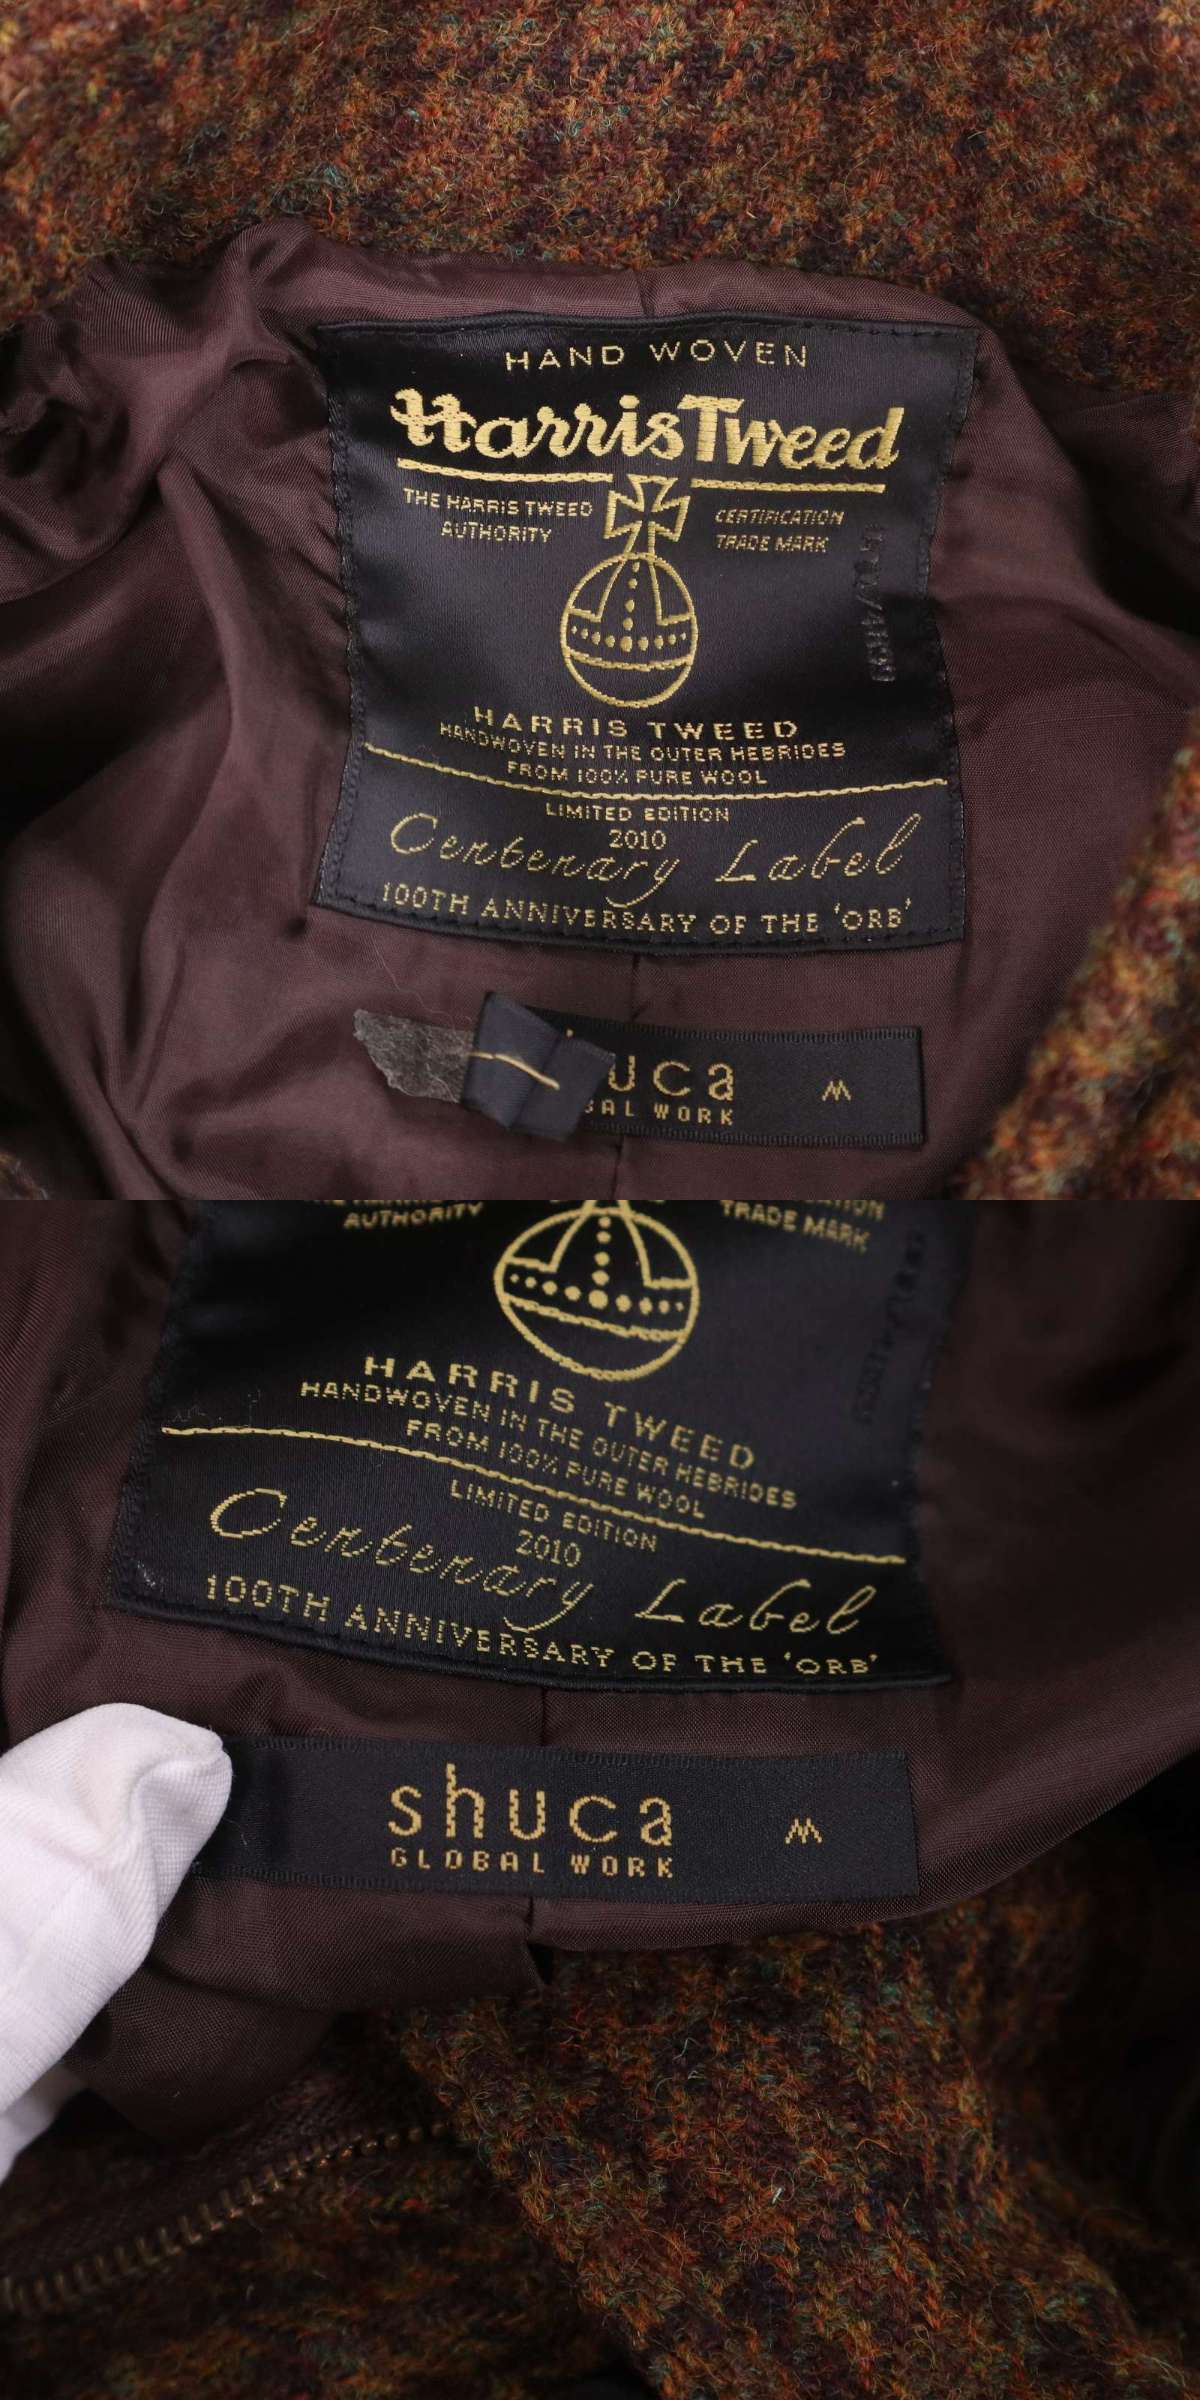 HAND WOVEN
Harris Tweed
THE HARRIS TWEED
AUTHORITY
CERTIFICATION
TRADE MARK
HARRIS TWEED
HANDWOVEN IN THE OUTER HEBRIDES
FROM 100% PURE WOOL
LIMITED EDITION
2010
Centenary Label
100TH ANNIVERSARY OF THE 'ORB'
uca M
BAL WORK
AUTHORITY
TRADE MARK
HARRIS TWEED
HANDWOVEN IN THE OUTER HEBRIDES
FROM 100% PURE WOOL
LIMITED EDITION
2010
Centenary Label
100TH ANNIVERSARY OF THE 'ORB'
shuca M
GLOBAL WORK